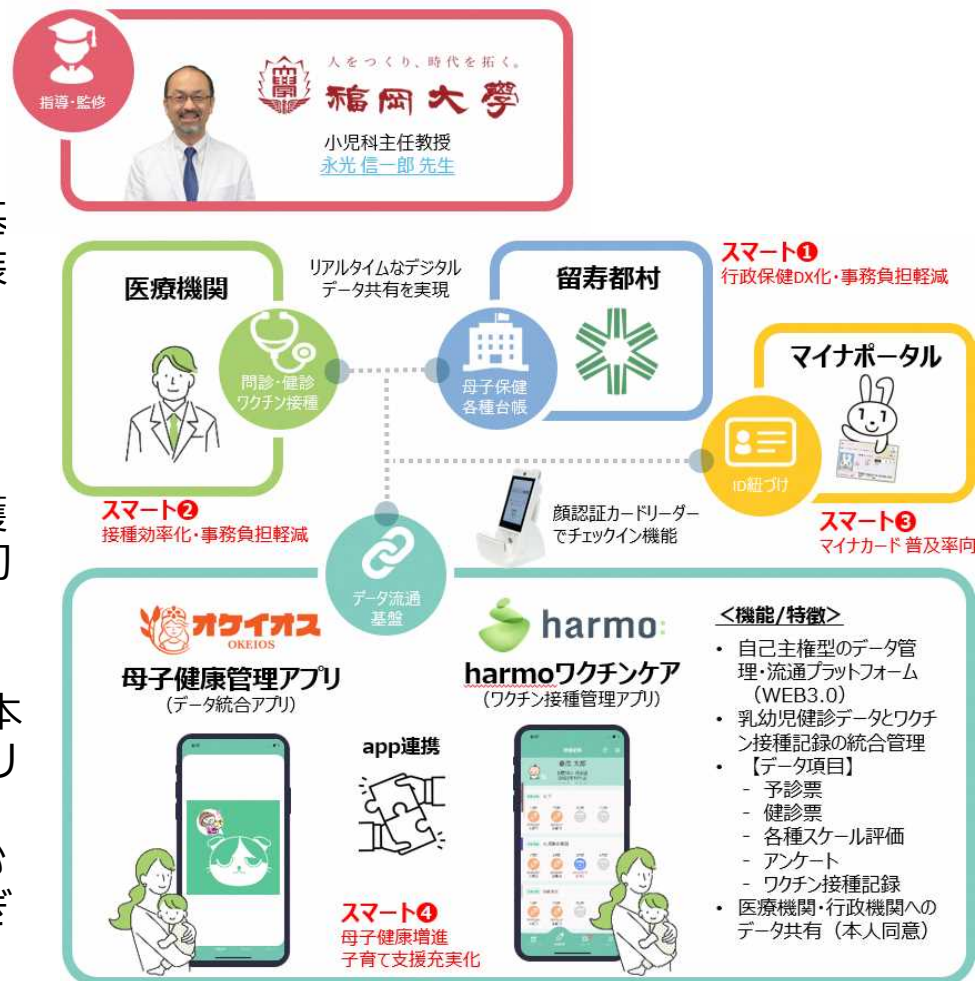 指導・監修
人をつくり、時代を拓く。
福岡大學
小児科主任教授
永光 信一郎 先生
医療機関
問診・健診
ワクチン接種
リアルタイムなデジタル
データ共有を実現
留寿都村
母子保健
各種台帳
スマート❶
行政保健DX化・事務負担軽減
マイナポータル
ID紐づけ
スマート❷
接種効率化・事務負担軽減
顔認証カードリーダー
でチェックイン機能
スマート❸
マイナカード 普及率向
データ流通
基盤
オケイオス
OKEIOS
母子健康管理アプリ
(データ統合アプリ)
app連携
harmo
harmoワクチンケア
(ワクチン接種管理アプリ)
スマート❹
母子健康増進
子育て支援充実化
<機能/特徴>
• 自己主権型のデータ管
理・流通プラットフォーム
（WEB3.0）
• 乳幼児健診データとワクチ
ン接種記録の統合管理
• 【データ項目】
- 予診票
- 健診票
- 各種スケール評価
- アンケート
- ワクチン接種記録
• 医療機関・行政機関への
データ共有（本人同意）
本
リ